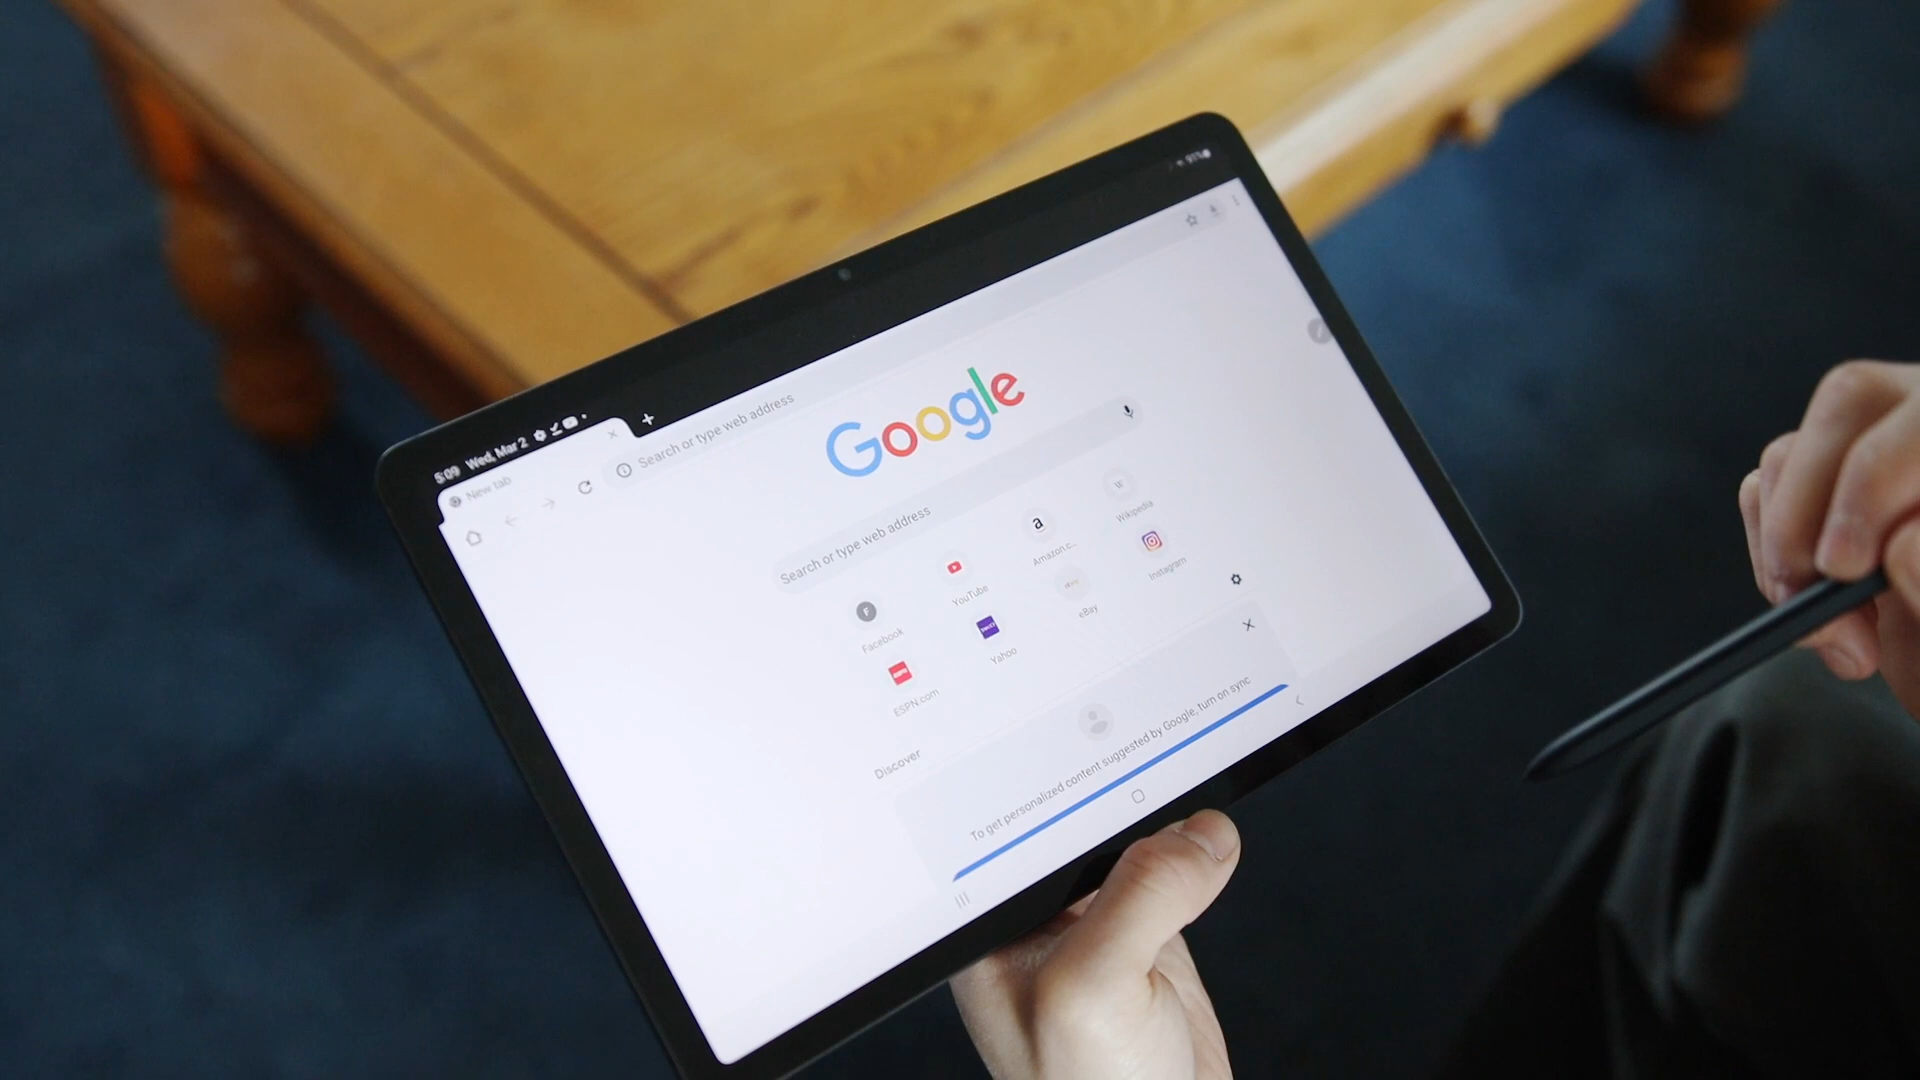 5:09 Wed, Mar 2
91%
New tab
Search or type web address
Google
Search or type web address
Facebook
YouTube
a
Amazon.c...
W
Wikipedia
F
ESPN.com
Yahoo
eBay
Instagram
Discover
To get personalized content suggested by Google, turn on sync